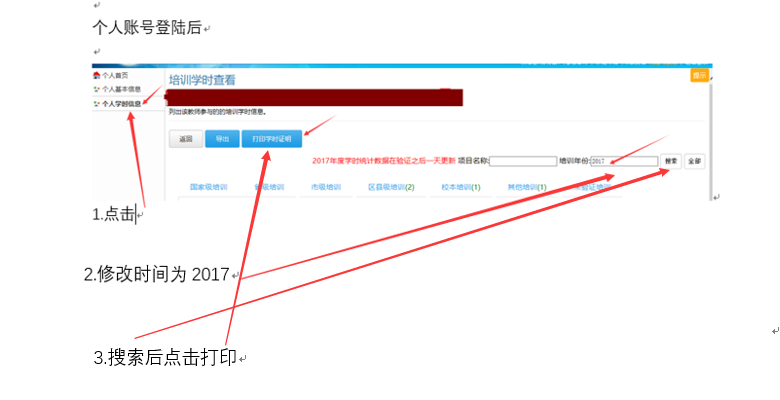 个人账号登陆后
个人首页
个人基本信息
个人学时信息
培训学时查看
提示
列出该教师参与的的培训学时信息。
返回 导出 打印学时证明
2017年度学时统计数据在验证之后一天更新 项目名称: 培训年份: 2017 搜索 全部
国家级培训 省级培训 市级培训 区县级培训(2) 校本培训(1) 其他培训(1) 验证培训
1.点击
2.修改时间为 2017
3.搜索后点击打印